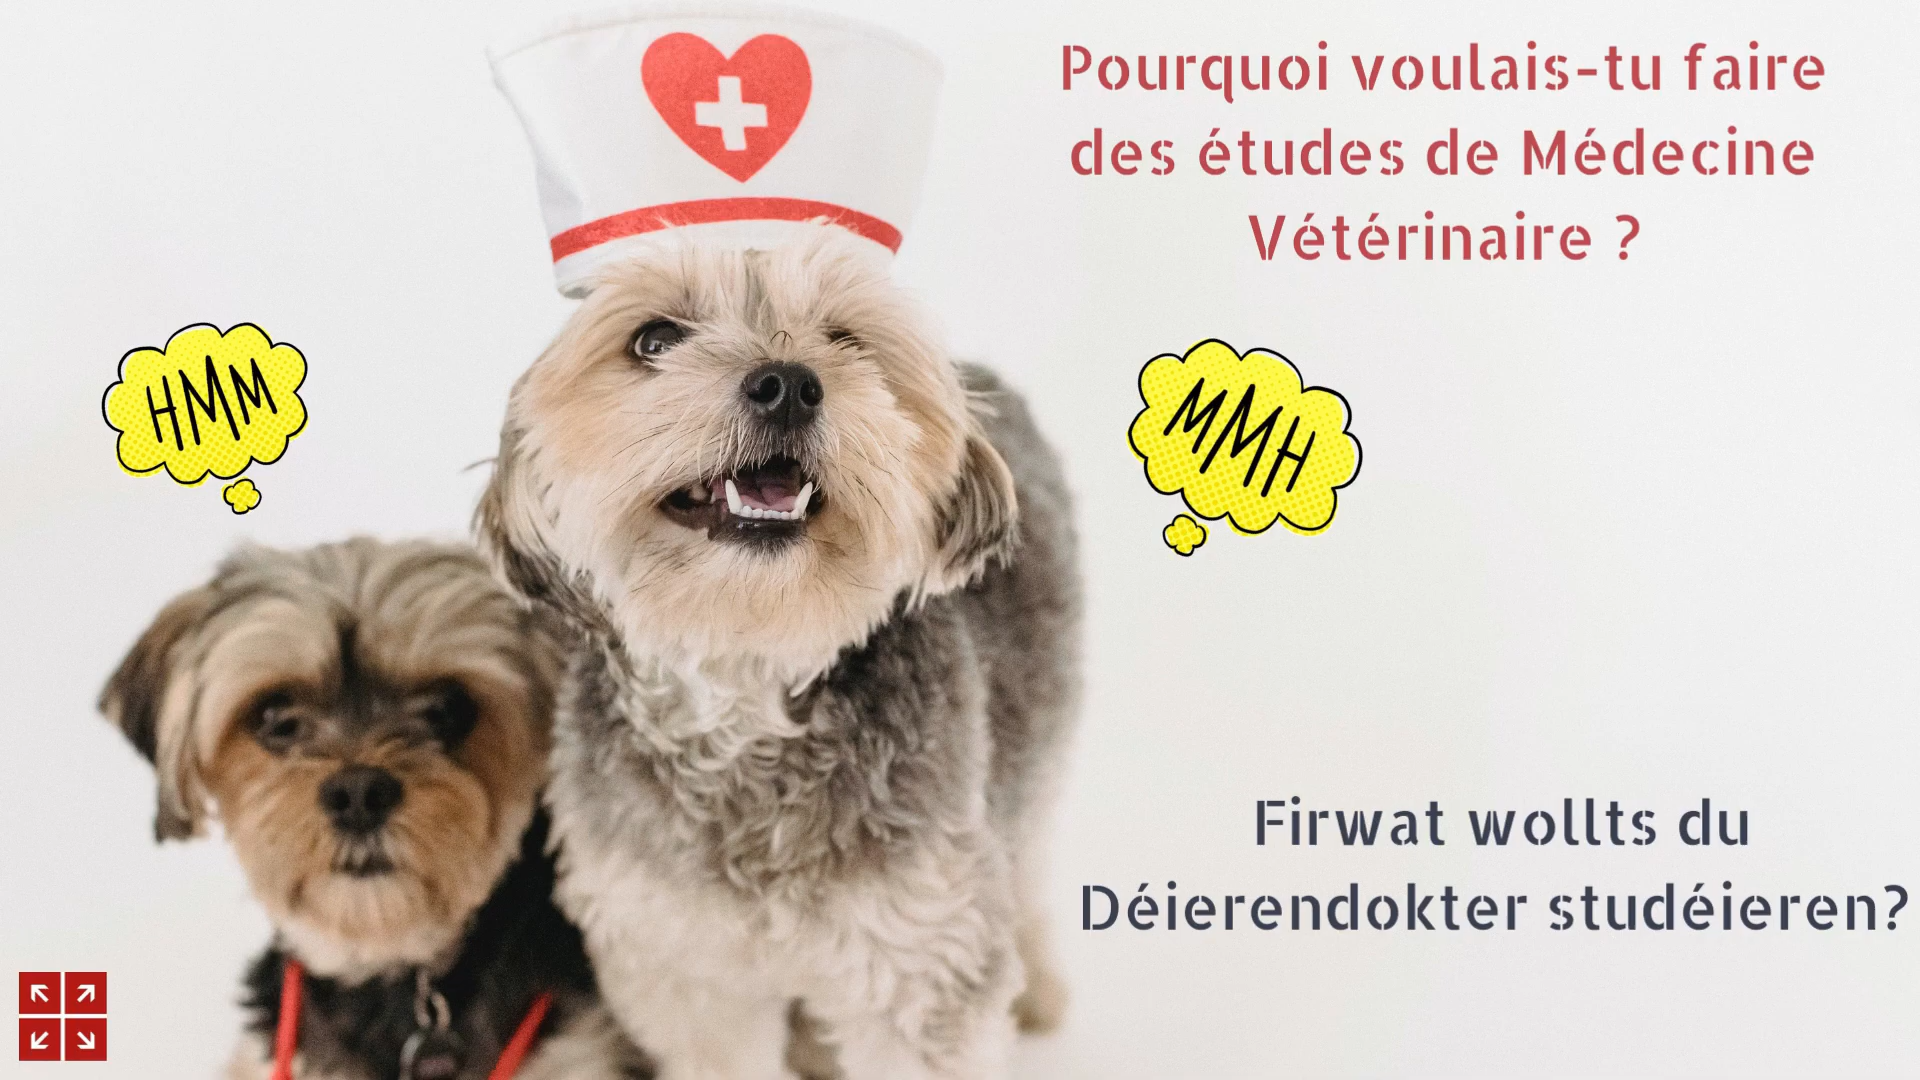 Pourquoi voulais-tu faire
des études de Médecine
Vétérinaire ?
HMM
MMH
Firwat wollts du
Déierendokter studéieren?